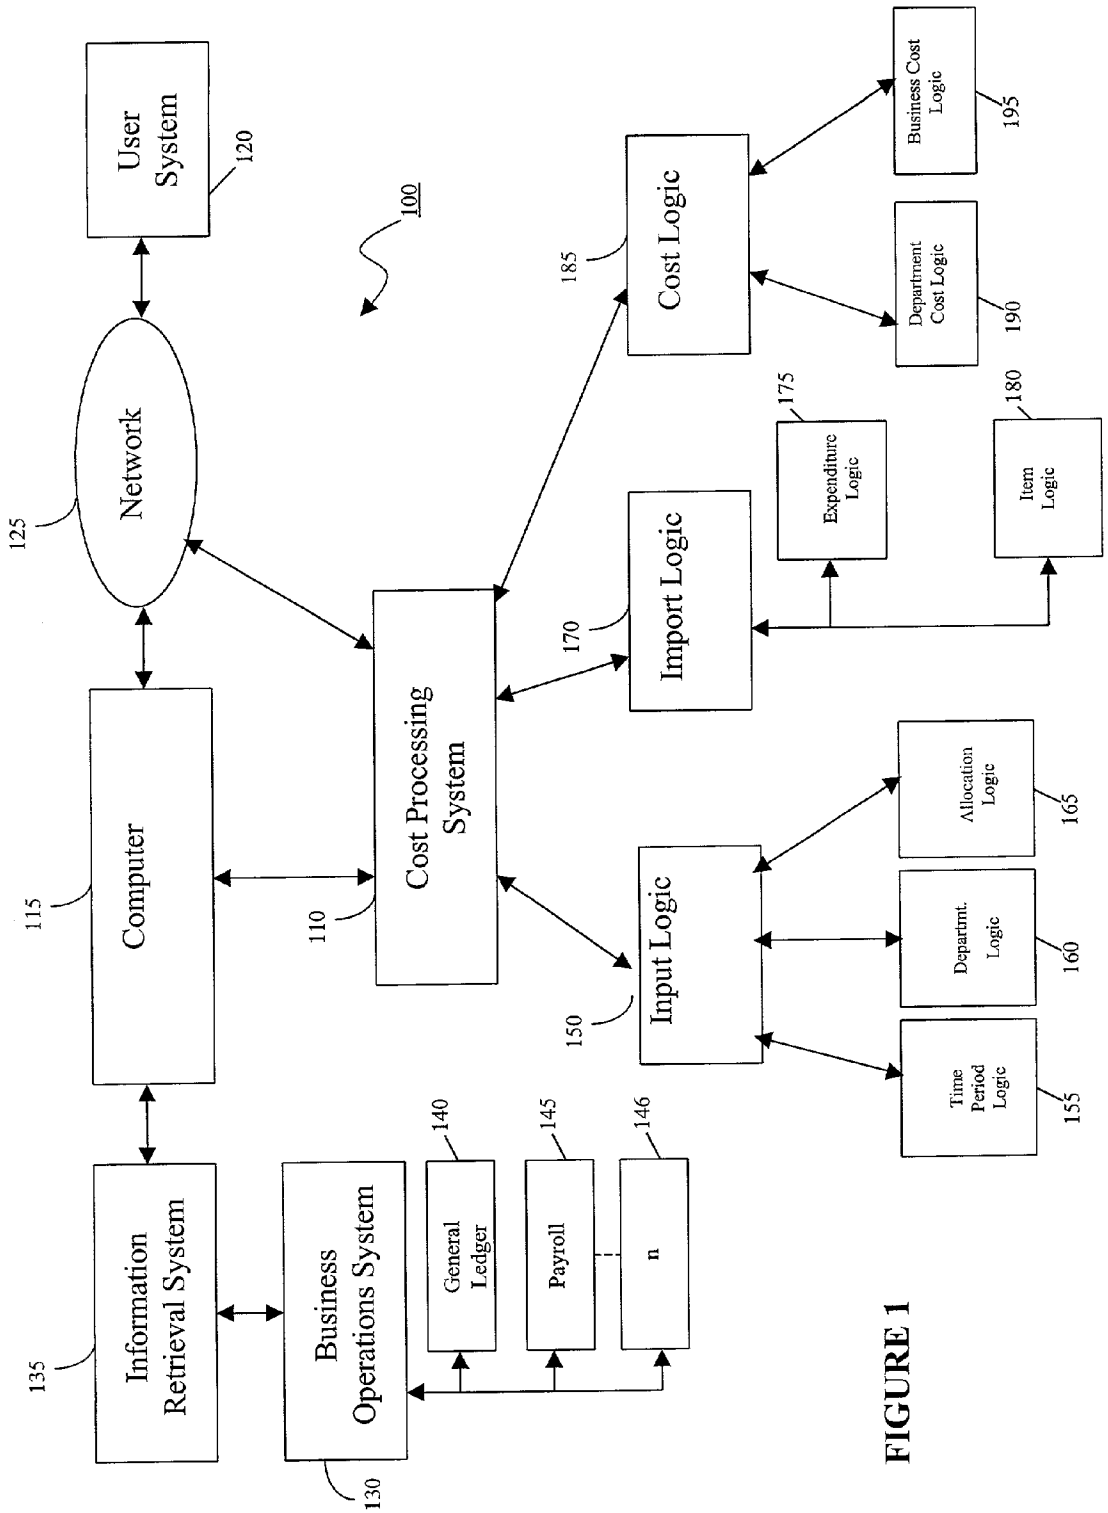 135
Information
Retrieval System
115
Computer
125
Network
User
System
120
130
Business
Operations System
General
Ledger
140
Payroll
145
n
146
110
Cost Processing
System
100
150
Input Logic
170
Import Logic
185
Cost Logic
Time
Period
Logic
155
Departmt.
Logic
160
Allocation
Logic
165
Expenditure
Logic
175
Item
Logic
180
Department
Cost Logic
190
Business Cost
Logic
195
FIGURE 1